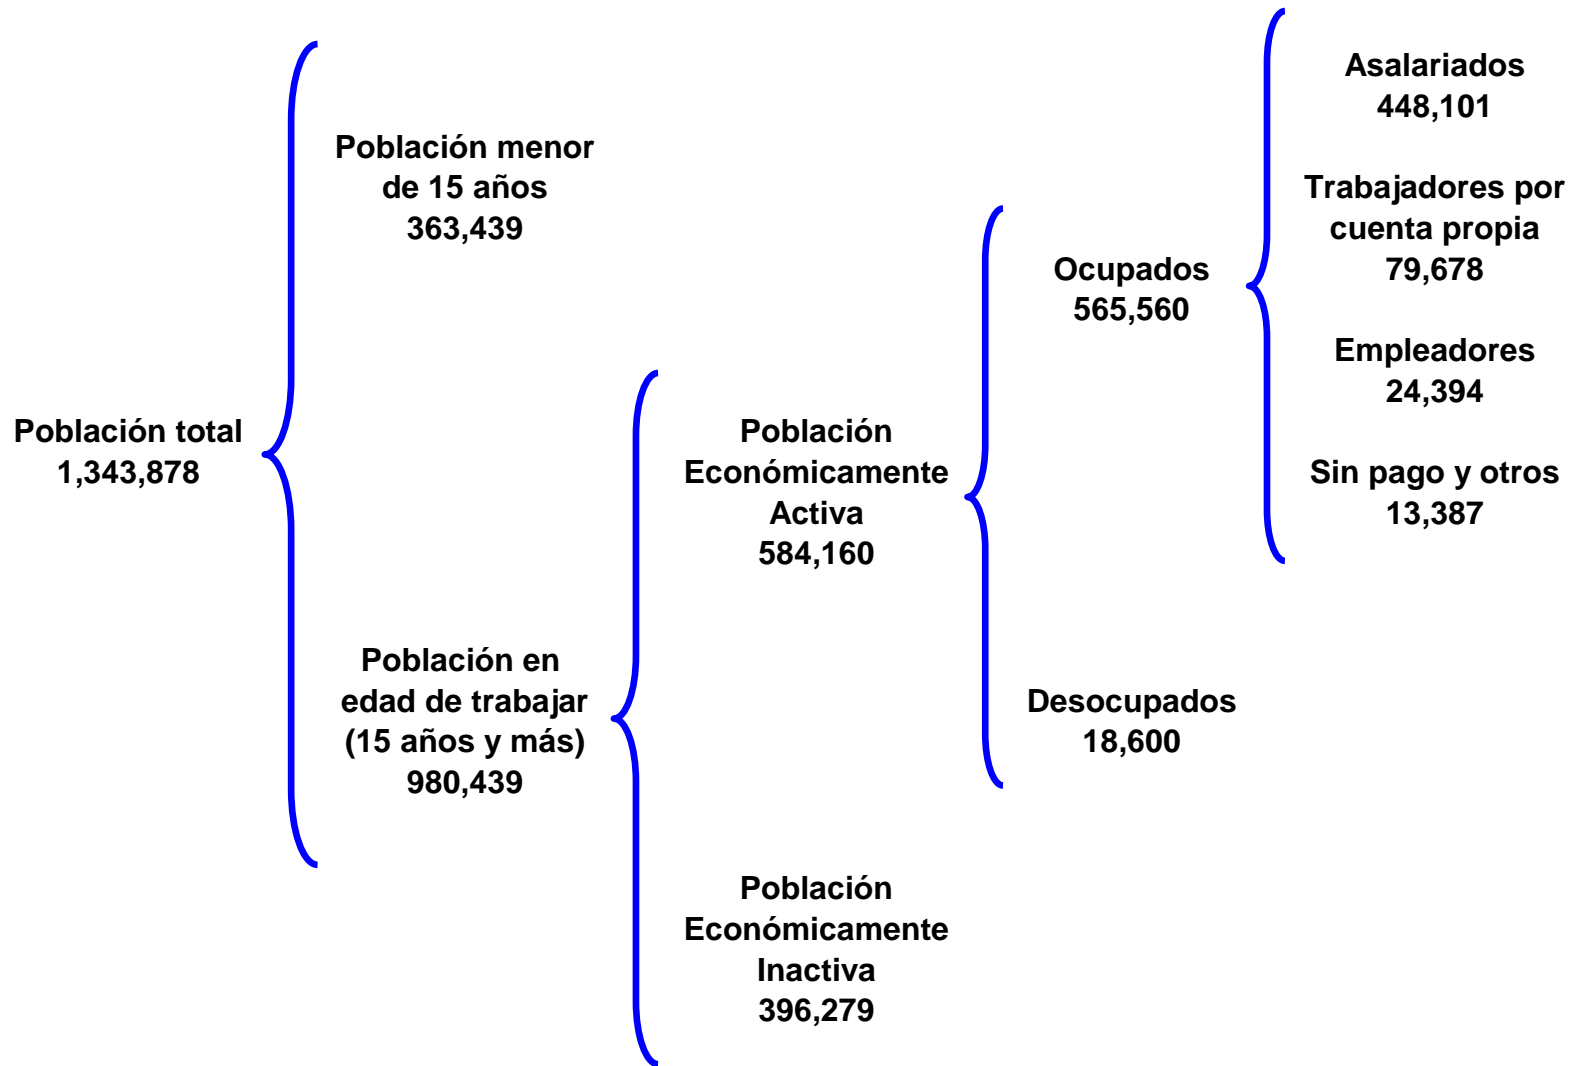 Población total
1,343,878
Población menor
de 15 años
363,439
Población en
edad de trabajar
(15 años y más)
980,439
Población
Económicamente
Activa
584,160
Población
Económicamente
Inactiva
396,279
Ocupados
565,560
Desocupados
18,600
Asalariados
448,101
Trabajadores por
cuenta propia
79,678
Empleadores
24,394
Sin pago y otros
13,387